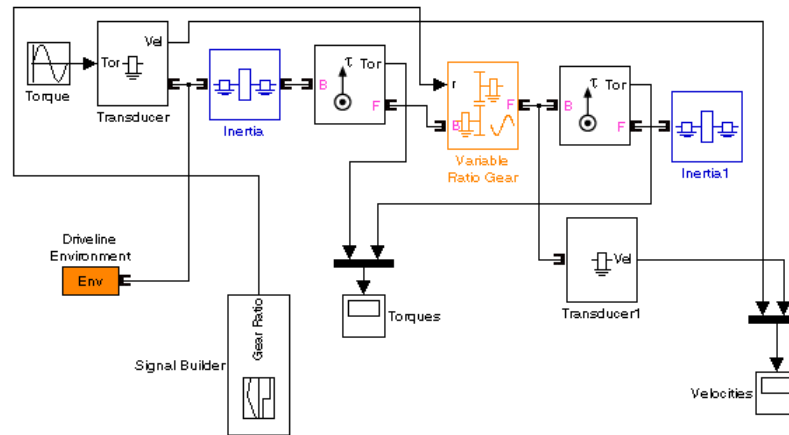 Vel
Tor
Torque
Transducer
Inertia
B
τ
Tor
F
r
B
F
Variable
Ratio Gear
B
τ
Tor
F
Inertia1
Driveline
Environment
Env
Gear Ratio
Signal Builder
Torques
Vel
Transducer1
Velocities